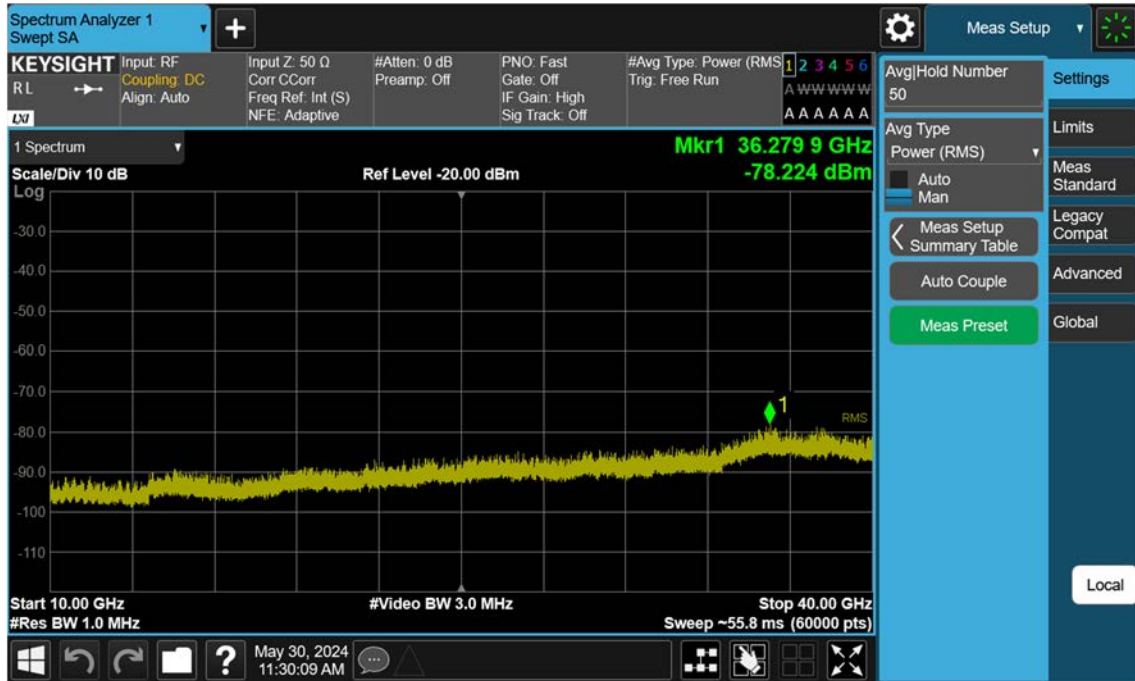 Spectrum Analyzer 1
Swept SA
Meas Setup
KEYSIGHT
R L
LXI
Input: RF
Coupling: DC
Align: Auto
Input Z: 50 Ω
Corr CCorr
Freq Ref: Int (S)
NFE: Adaptive
#Atten: 0 dB
Preamp: Off
PNO: Fast
Gate: Off
IF Gain: High
Sig Track: Off
#Avg Type: Power (RMS
Trig: Free Run
1 2 3 4 5 6
A W W W W W
A A A A A A
1 Spectrum
Mkr1 36.279 9 GHz
-78.224 dBm
Scale/Div 10 dB
Ref Level -20.00 dBm
Log
-30.0
-40.0
-50.0
-60.0
-70.0
-80.0
-90.0
-100
-110
1
RMS
Start 10.00 GHz
#Video BW 3.0 MHz
Stop 40.00 GHz
#Res BW 1.0 MHz
Sweep ~55.8 ms (60000 pts)
Avg|Hold Number
50
Avg Type
Power (RMS)
Auto
Man
Meas Setup
Summary Table
Auto Couple
Meas Preset
Settings
Limits
Meas
Standard
Legacy
Compat
Advanced
Global
Local
?
May 30, 2024
11:30:09 AM